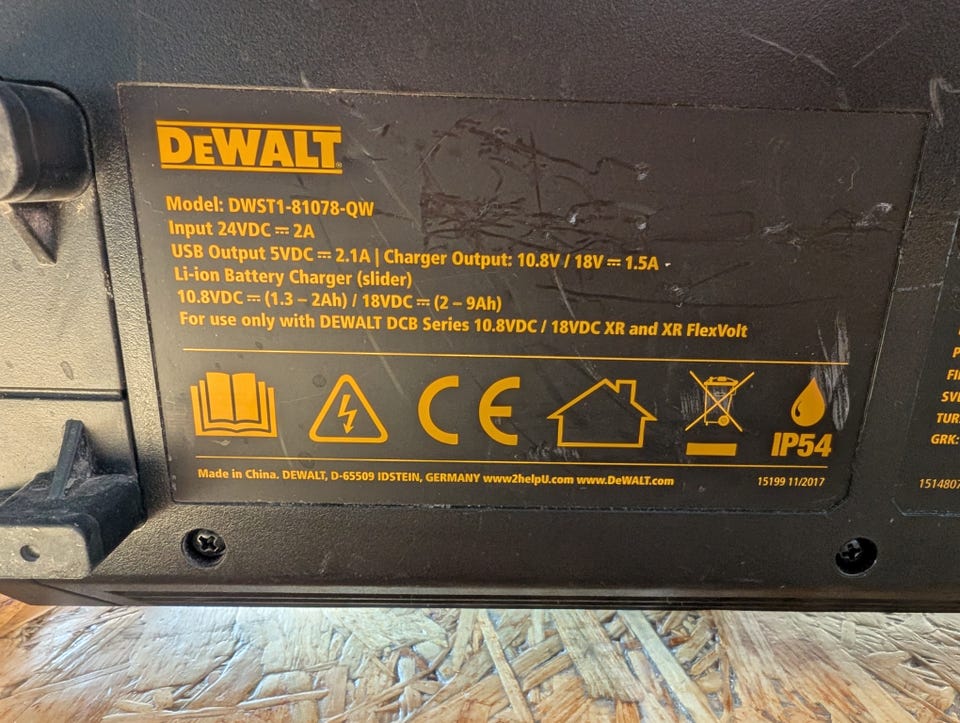 DEWALT®
Model: DWST1-81078-QW
Input 24VDC ⎓ 2A
USB Output 5VDC ⎓ 2.1A | Charger Output: 10.8V / 18V ⎓ 1.5A
Li-ion Battery Charger (slider)
10.8VDC ⎓ (1.3 – 2Ah) / 18VDC ⎓ (2 – 9Ah)
For use only with DEWALT DCB Series 10.8VDC / 18VDC XR and XR FlexVolt
CE
IP54
Made in China. DEWALT, D-65509 IDSTEIN, GERMANY www2helpU.com www.DeWALT.com
15199 11/2017
TUR
GRK: